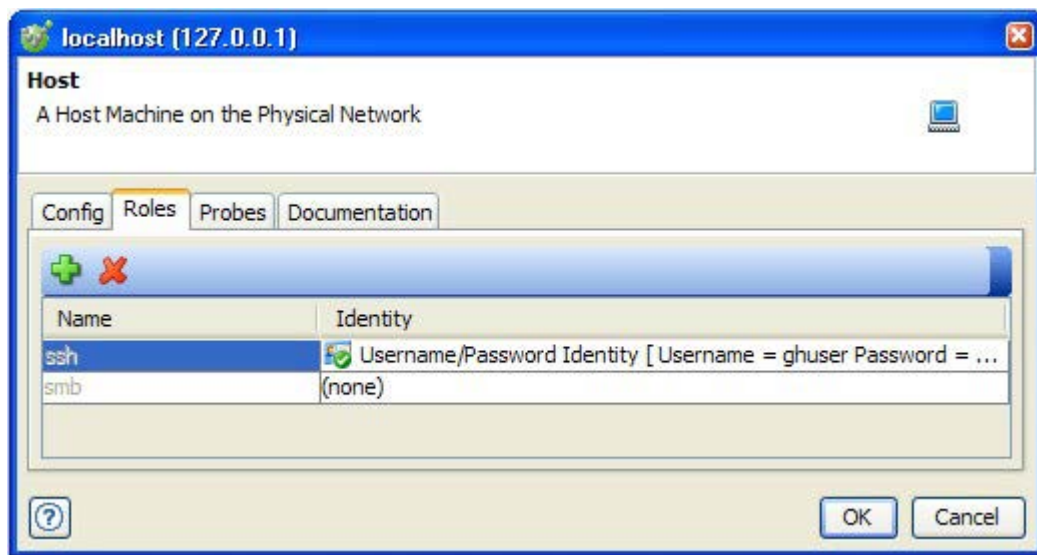 localhost (127.0.0.1)
Host
A Host Machine on the Physical Network
Config Roles Probes Documentation
Name Identity
ssh Username/Password Identity [ Username = ghuser Password = ...
smb (none)
?
OK Cancel